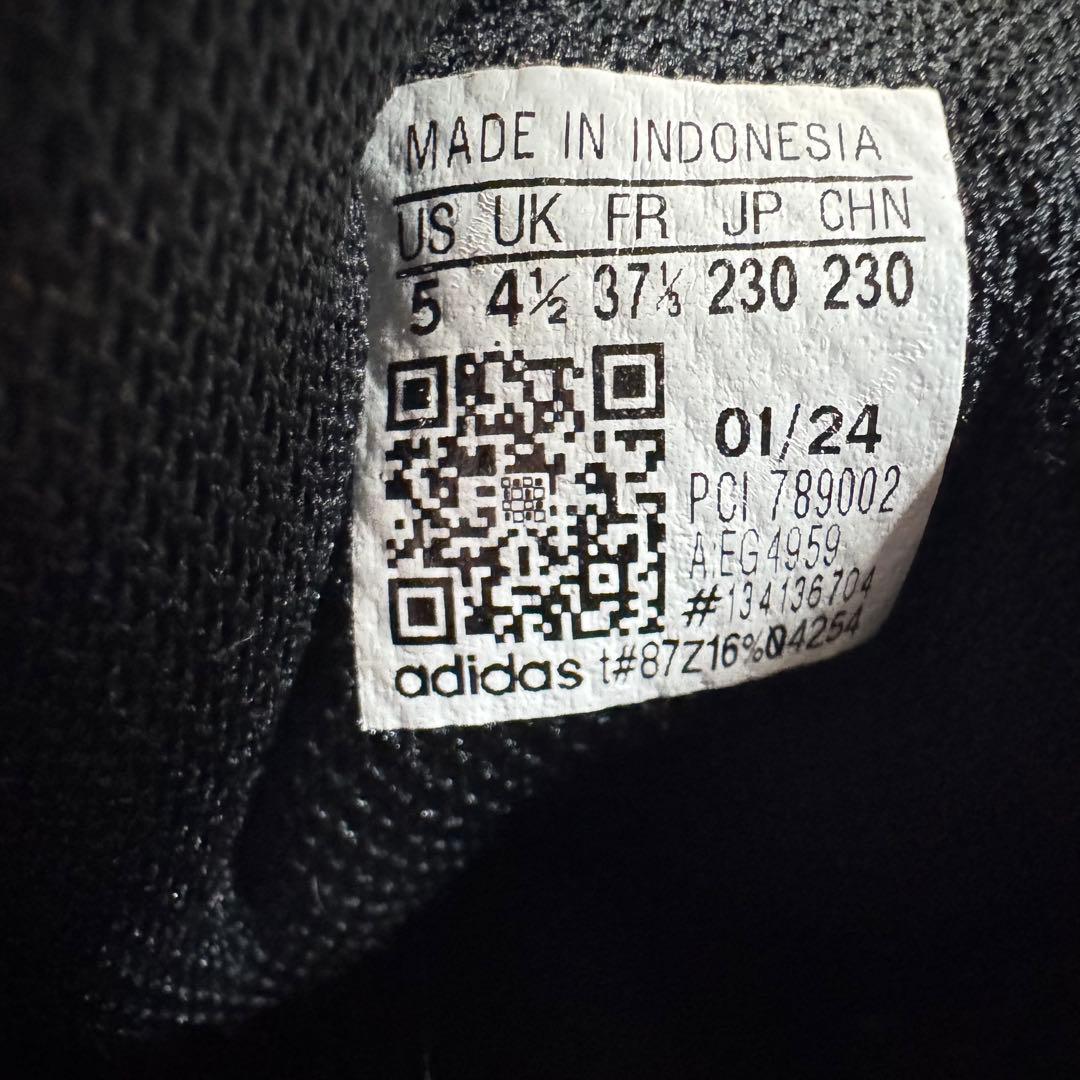 MADE IN INDONESIA
US UK FR JP CHN
5 4½ 37⅓ 230 230
01/24
PCI 789002
A.EG4959
#134136704
adidas t#87Z16%04254